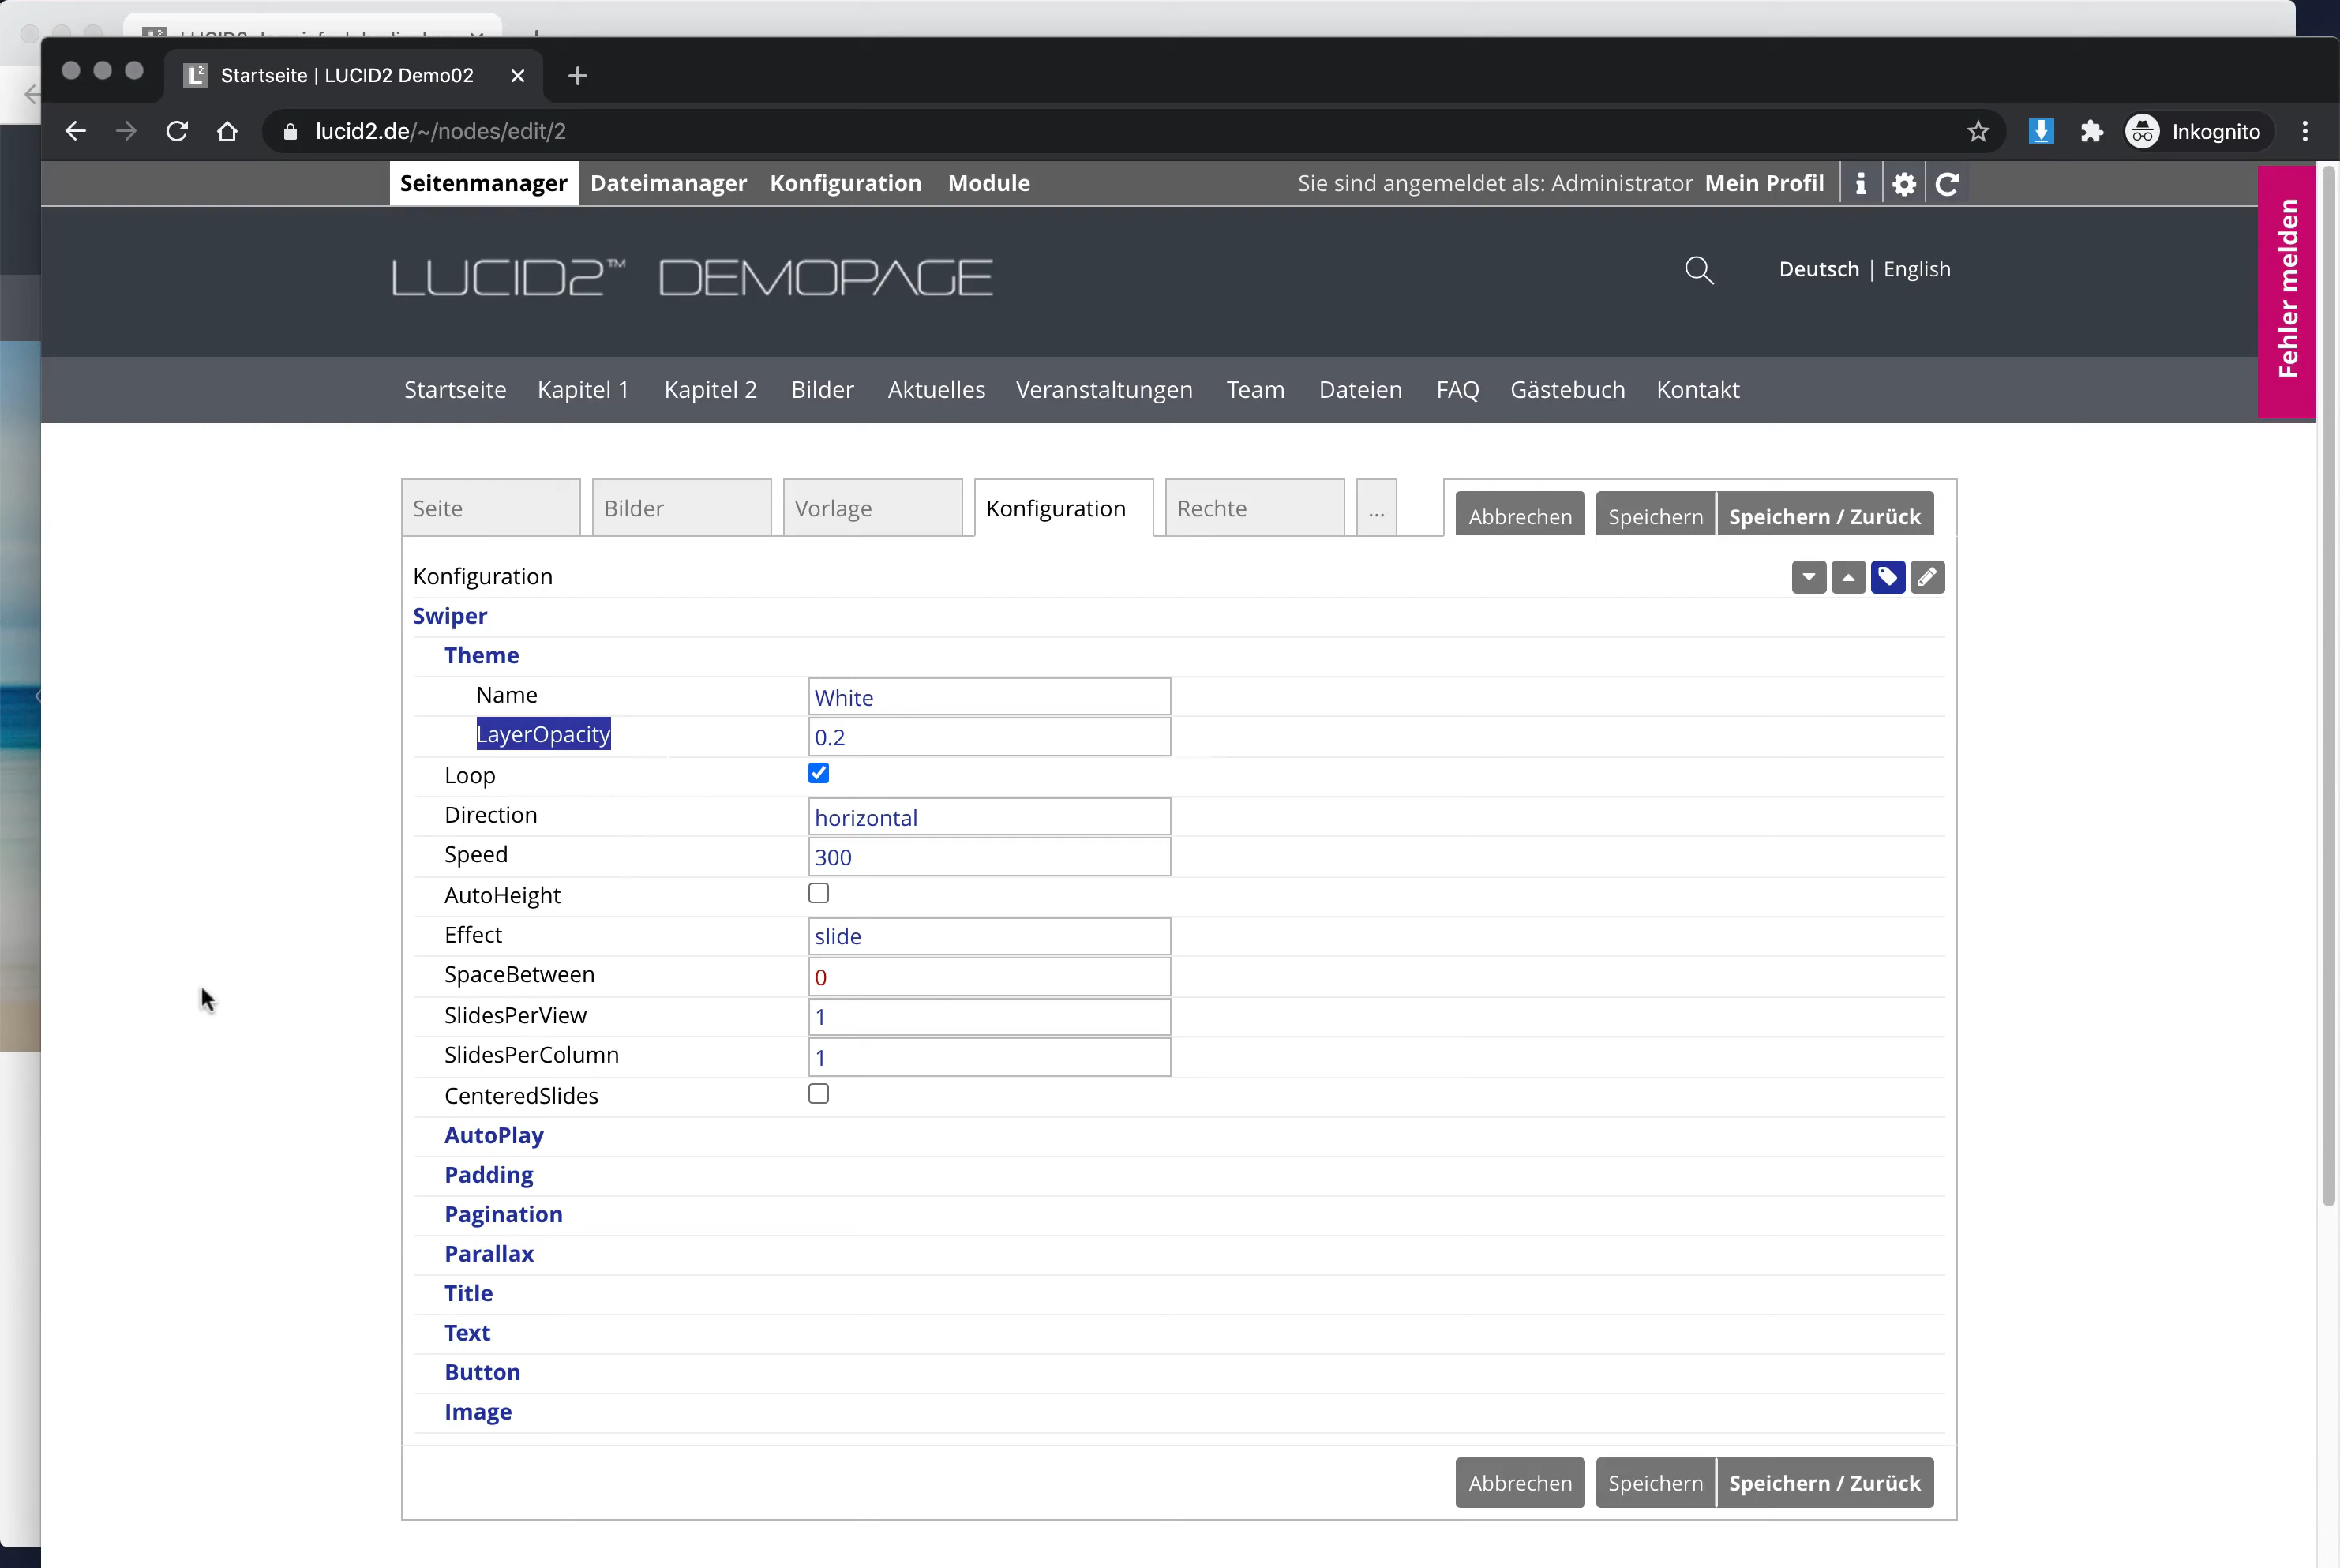 Startseite | LUCID2 Demo02
lucid2.de/~/nodes/edit/2
Inkognito
Seitenmanager Dateimanager Konfiguration Module Sie sind angemeldet als: Administrator Mein Profil
LUCID2™ DEMOPAGE
Deutsch | English
Fehler melden
Startseite Kapitel 1 Kapitel 2 Bilder Aktuelles Veranstaltungen Team Dateien FAQ Gästebuch Kontakt
Seite Bilder Vorlage Konfiguration Rechte ... Abbrechen Speichern Speichern / Zurück
Konfiguration
Swiper
Theme
Name White
LayerOpacity 0.2
Loop
Direction horizontal
Speed 300
AutoHeight
Effect slide
SpaceBetween 0
SlidesPerView 1
SlidesPerColumn 1
CenteredSlides
AutoPlay
Padding
Pagination
Parallax
Title
Text
Button
Image
Abbrechen Speichern Speichern / Zurück